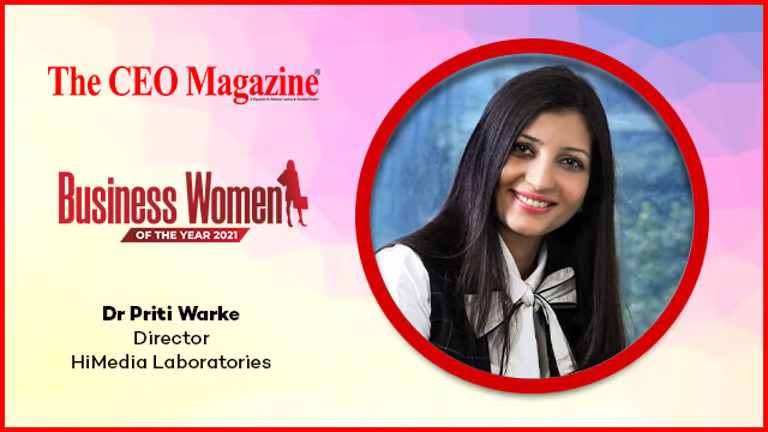 The CEO Magazine®
Business Women
OF THE YEAR 2021
Dr Priti Warke
Director
HiMedia Laboratories